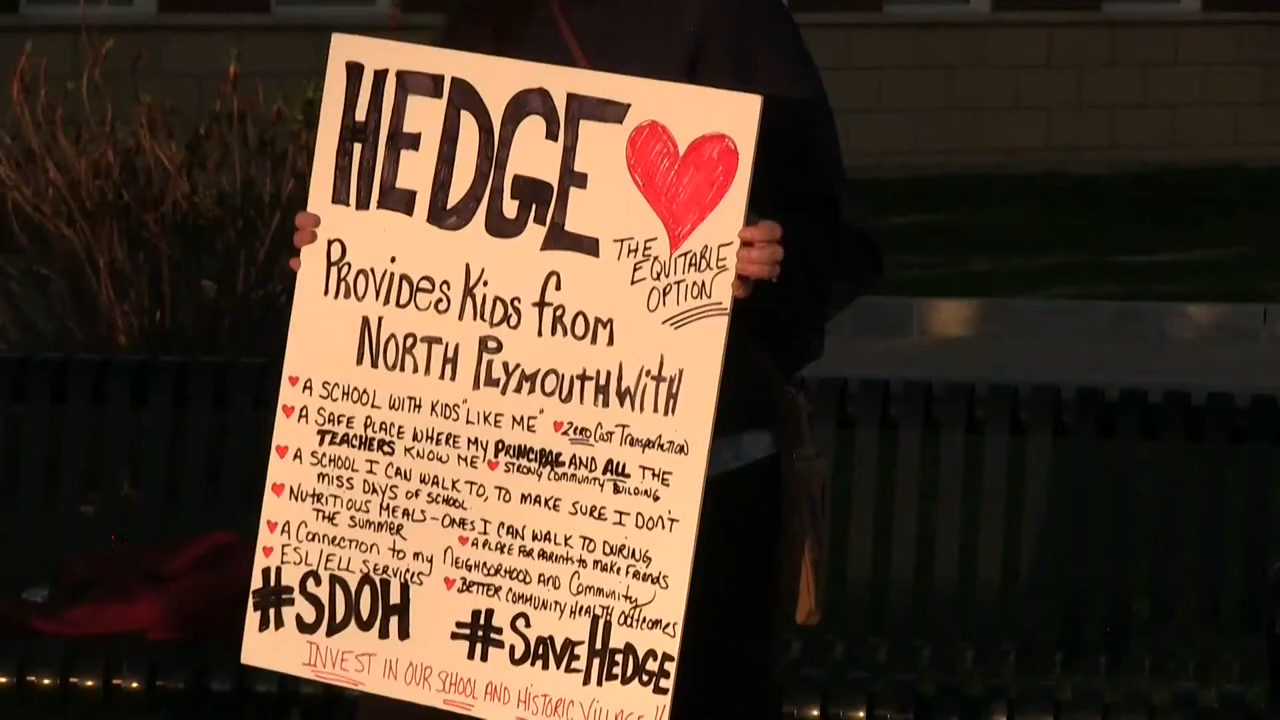 HEDGE
THE
EQUITABLE
OPTION
PROVIDES KIDS FROM
NORTH PLYMOUTH WITH
A SCHOOL WITH KIDS "LIKE ME"
ZERO COST TRANSPORTATION
A SAFE PLACE WHERE MY PRINCIPAL AND ALL THE
TEACHERS KNOW ME
STRONG COMMUNITY BUILDING
A SCHOOL I CAN WALK TO, TO MAKE SURE I DON'T
MISS DAYS OF SCHOOL.
NUTRITIOUS MEALS - ONES I CAN WALK TO DURING
THE SUMMER
A PLACE FOR PARENTS to MAKE FRIENDS
A CONNECTION TO MY NEIGHBORHOOD AND COMMUNITY
ESL/ELL SERVICES
BETTER COMMUNITY HEALTH OUTCOMES
#SDOH
#SAVEHEDGE
INVEST IN OUR SCHOOL AND HISTORIC VILLAGE!!